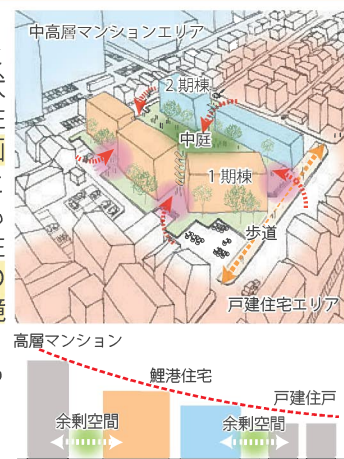 中高層マンションエリア
2期棟
中庭
1期棟
歩道
戸建住宅エリア
高層マンション
鯉港住宅
戸建住戸
余剰空間
余剰空間